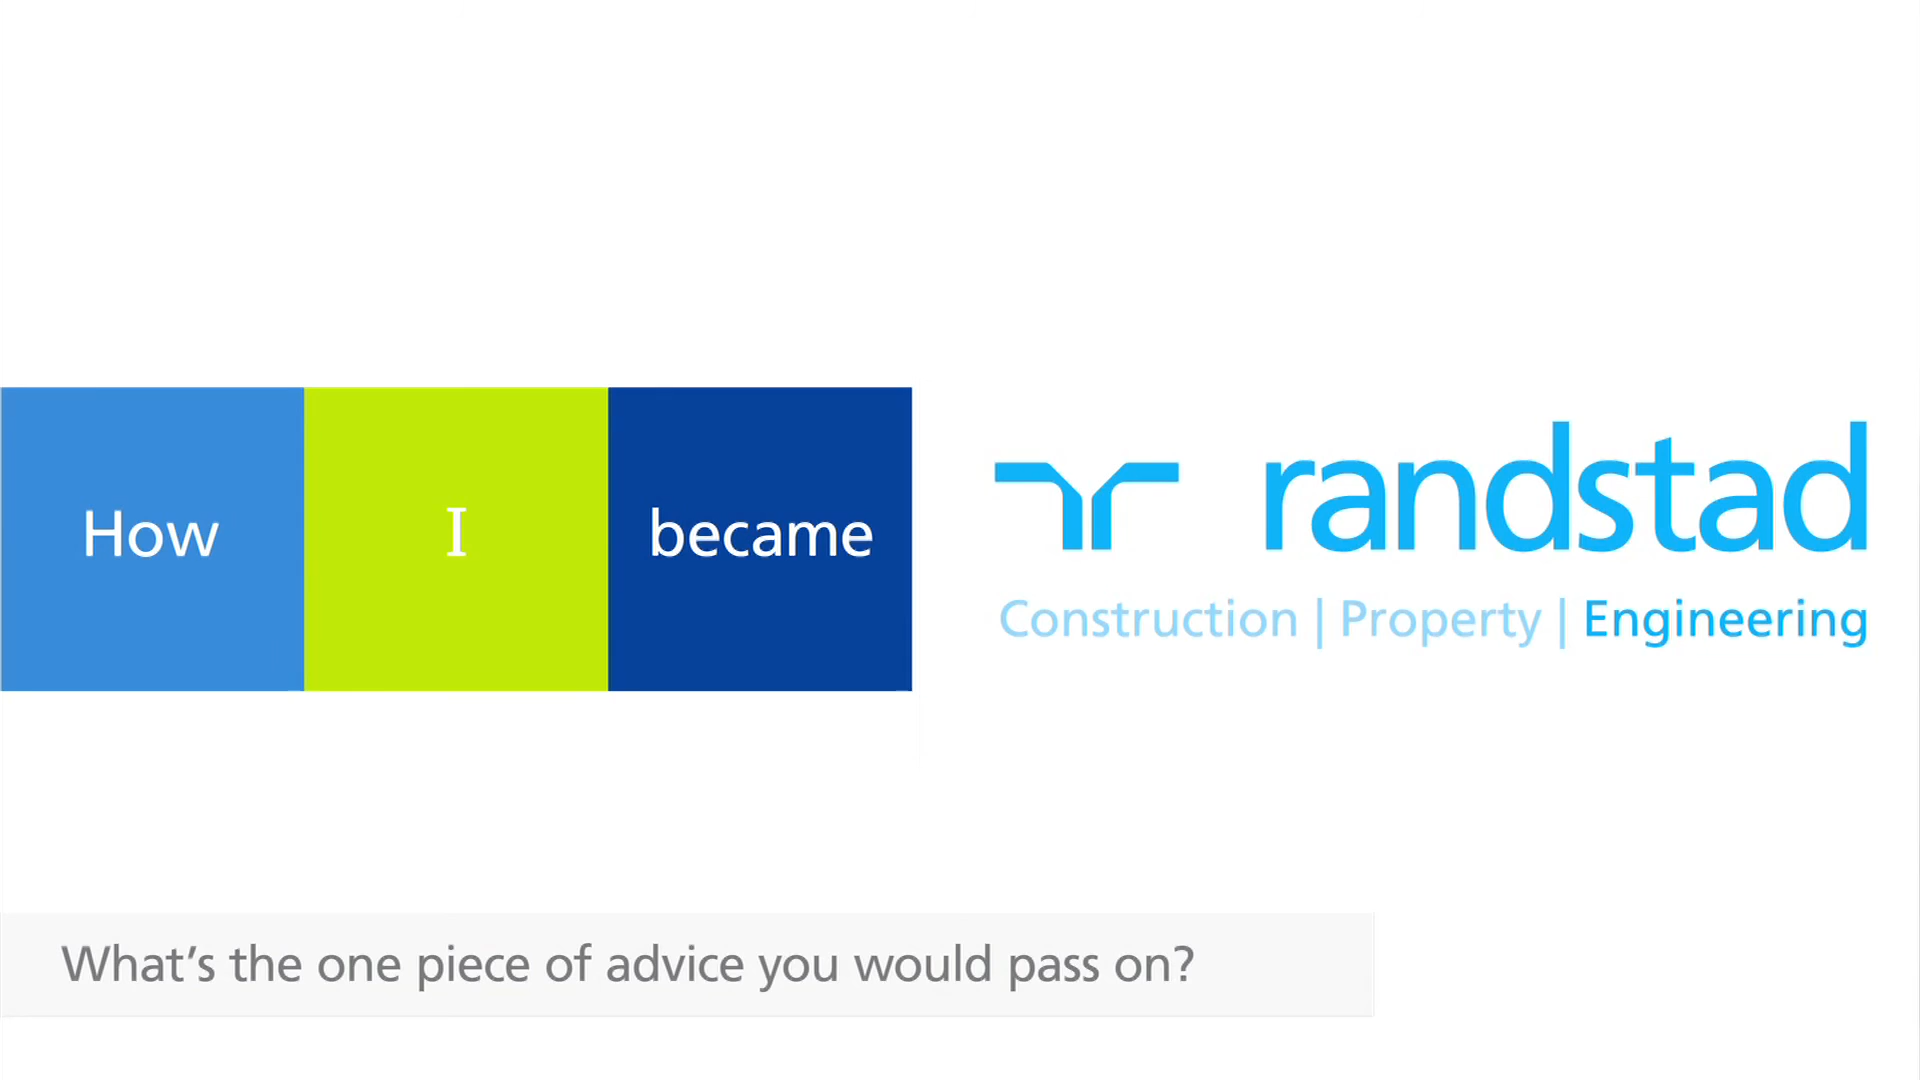 How I became
randstad
Construction | Property | Engineering
What’s the one piece of advice you would pass on?